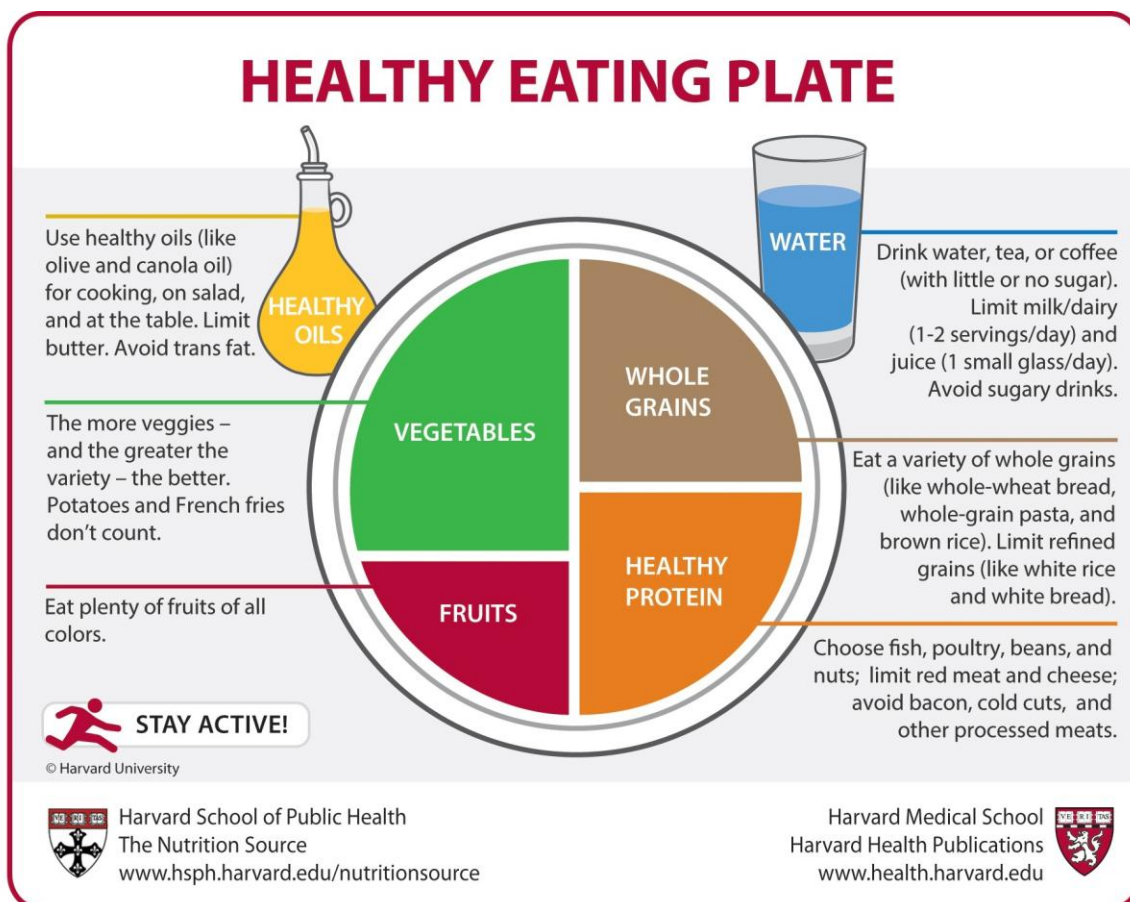 HEALTHY EATING PLATE
Use healthy oils (like
olive and canola oil)
for cooking, on salad,
and at the table. Limit
butter. Avoid trans fat.
HEALTHY
OILS
The more veggies –
and the greater the
variety – the better.
Potatoes and French fries
don't count.
Eat plenty of fruits of all
colors.
VEGETABLES
FRUITS
WHOLE
GRAINS
HEALTHY
PROTEIN
WATER
Drink water, tea, or coffee
(with little or no sugar).
Limit milk/dairy
(1-2 servings/day) and
juice (1 small glass/day).
Avoid sugary drinks.
Eat a variety of whole grains
(like whole-wheat bread,
whole-grain pasta, and
brown rice). Limit refined
grains (like white rice
and white bread).
Choose fish, poultry, beans, and
nuts; limit red meat and cheese;
avoid bacon, cold cuts, and
other processed meats.
STAY ACTIVE!
© Harvard University
VE RI TAS
Harvard School of Public Health
The Nutrition Source
www.hsph.harvard.edu/nutritionsource
Harvard Medical School
Harvard Health Publications
www.health.harvard.edu
VE RI TAS